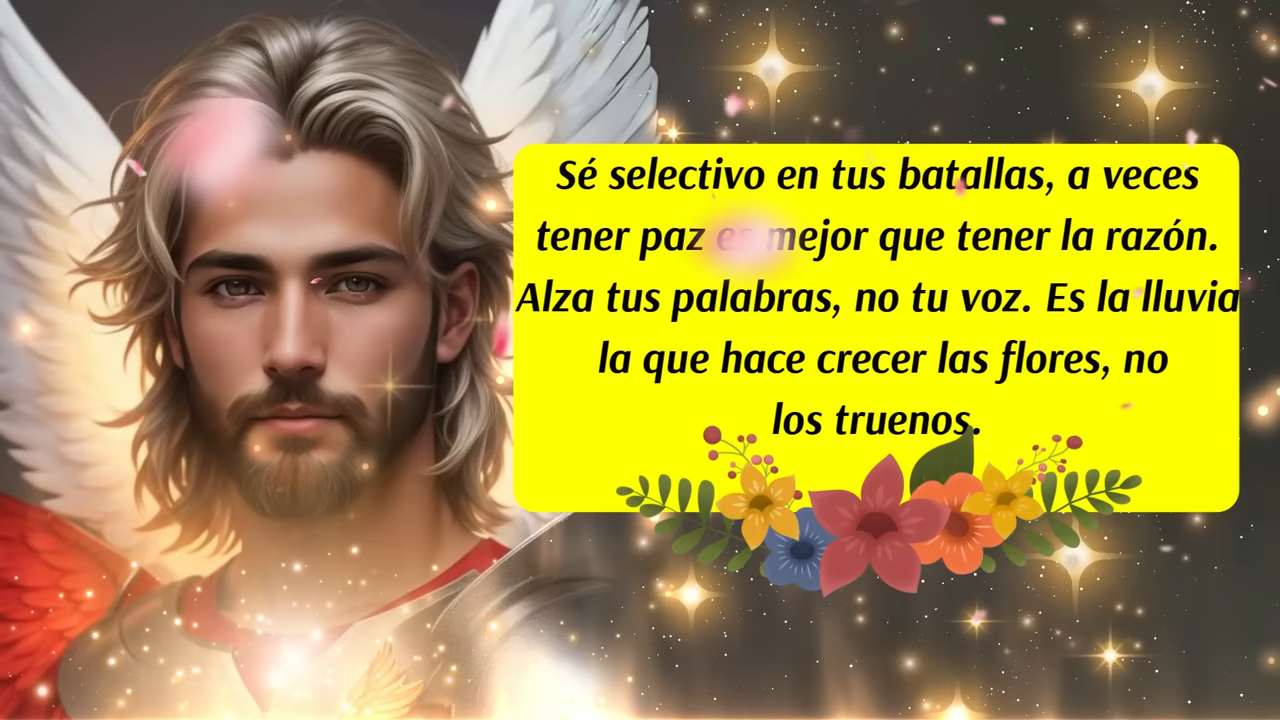 Sé selectivo en tus batallas, a veces
tener paz es mejor que tener la razón.
Alza tus palabras, no tu voz. Es la lluvia
la que hace crecer las flores, no
los truenos.